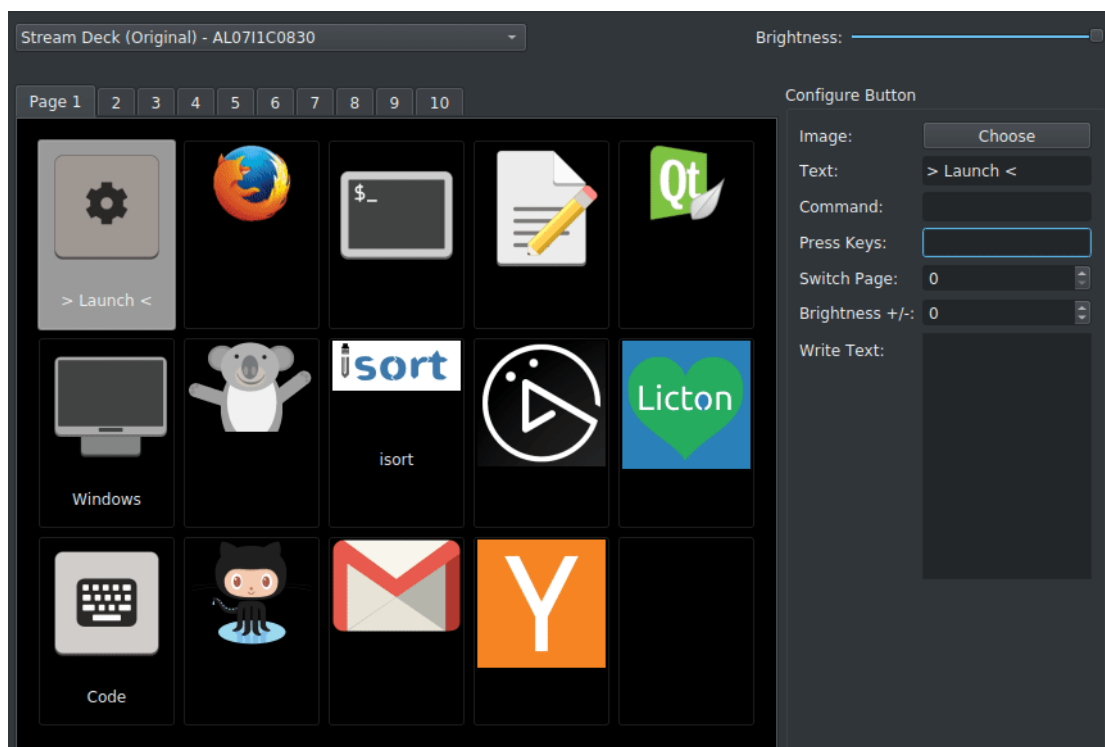 Stream Deck (Original) - AL07I1C0830
Brightness:
Page 1 2 3 4 5 6 7 8 9 10
Configure Button
Image: Choose
Text: > Launch <
Command:
Press Keys:
Switch Page: 0
Brightness +/-: 0
Write Text:
$_
Qt
> Launch <
isort
Licton
Windows
isort
Y
Code